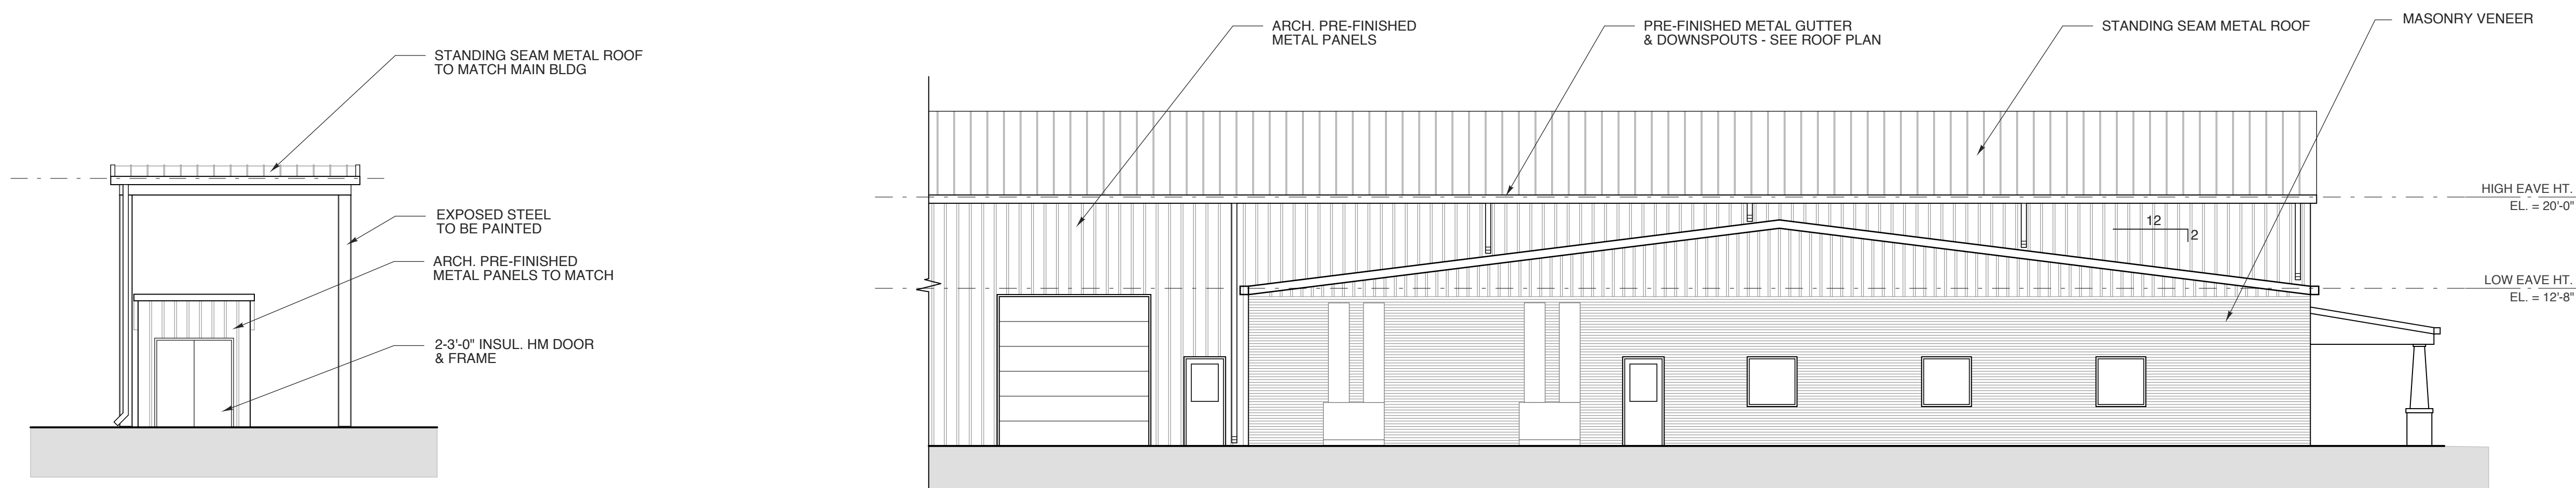 STANDING SEAM METAL ROOF
TO MATCH MAIN BLDG
EXPOSED STEEL
TO BE PAINTED
ARCH. PRE-FINISHED
METAL PANELS TO MATCH
2-3'-0" INSUL. HM DOOR
& FRAME
ARCH. PRE-FINISHED
METAL PANELS
PRE-FINISHED METAL GUTTER
& DOWNSPOUTS - SEE ROOF PLAN
STANDING SEAM METAL ROOF
MASONRY VENEER
HIGH EAVE HT.
EL. = 20'-0"
12
2
LOW EAVE HT.
EL. = 12'-8"